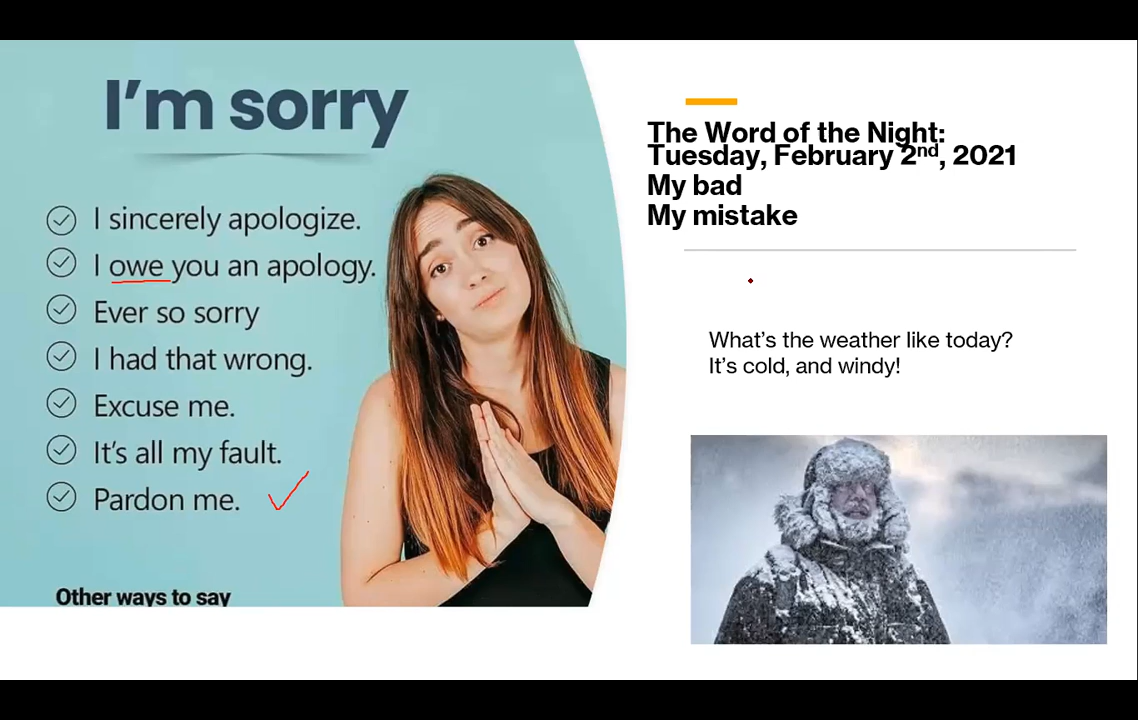 I'm sorry
I sincerely apologize.
I owe you an apology.
Ever so sorry
I had that wrong.
Excuse me.
It's all my fault.
Pardon me.
Other ways to say
The Word of the Night:
Tuesday, February 2nd, 2021
My bad
My mistake
What's the weather like today?
It's cold, and windy!